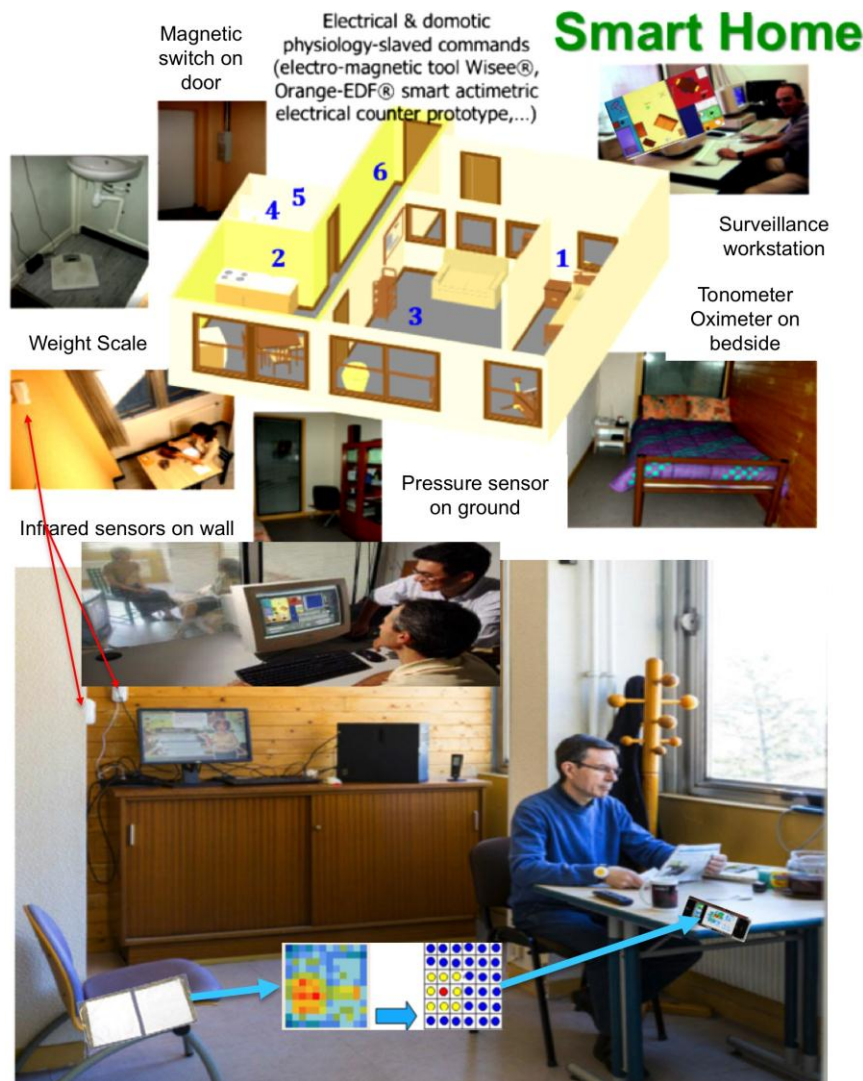 Smart Home
Electrical & domotic
physiology-slaved commands
(electro-magnetic tool Wisee®,
Orange-EDF® smart actimetric
electrical counter prototype,...)
Magnetic
switch on
door
6
5
4
2
1
3
Surveillance
workstation
Tonometer
Oximeter on
bedside
Weight Scale
Pressure sensor
on ground
Infrared sensors on wall